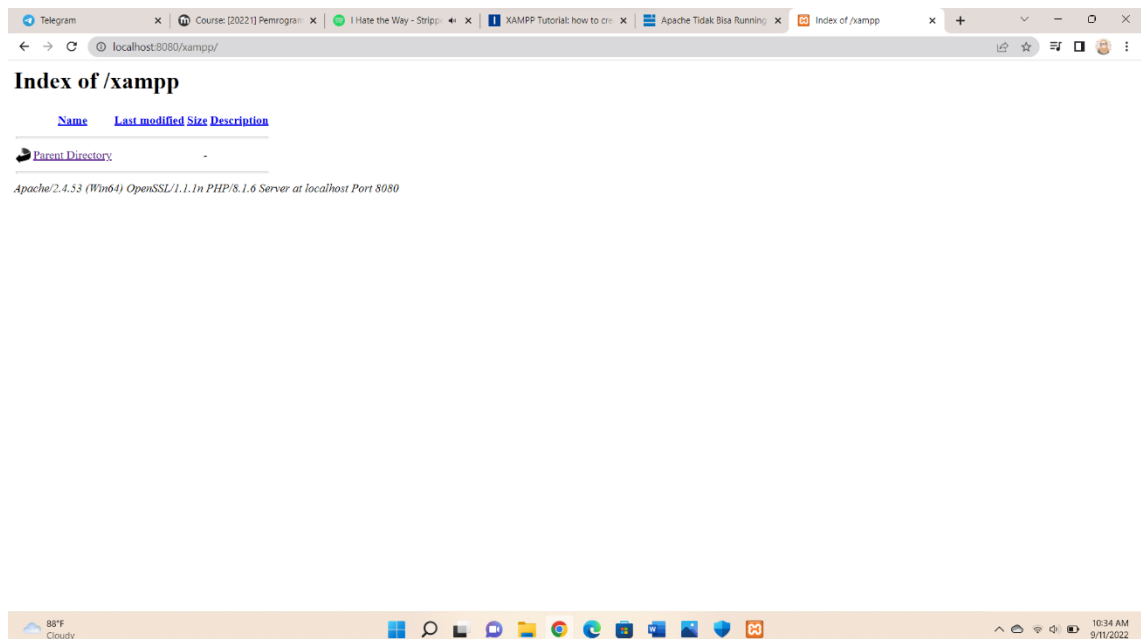 Telegram
Course: [20221] Pemrogram
I Hate the Way - Strippe
XAMPP Tutorial: how to cre
Apache Tidak Bisa Running
Index of /xampp
localhost:8080/xampp/
Index of /xampp
Name Last modified Size Description
Parent Directory -
Apache/2.4.53 (Win64) OpenSSL/1.1.1n PHP/8.1.6 Server at localhost Port 8080
88°F
Cloudy
10:34 AM
9/11/2022